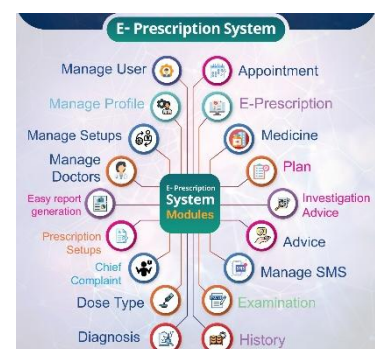 E- Prescription System
Manage User
Appointment
Manage Profile
E-Prescription
Manage Setups
Medicine
Manage
Doctors
Plan
E- Prescription
System
Modules
Easy report
generation
Investigation
Advice
Prescription
Setups
Advice
Chief
Complaint
Manage SMS
Dose Type
Examination
Diagnosis
History